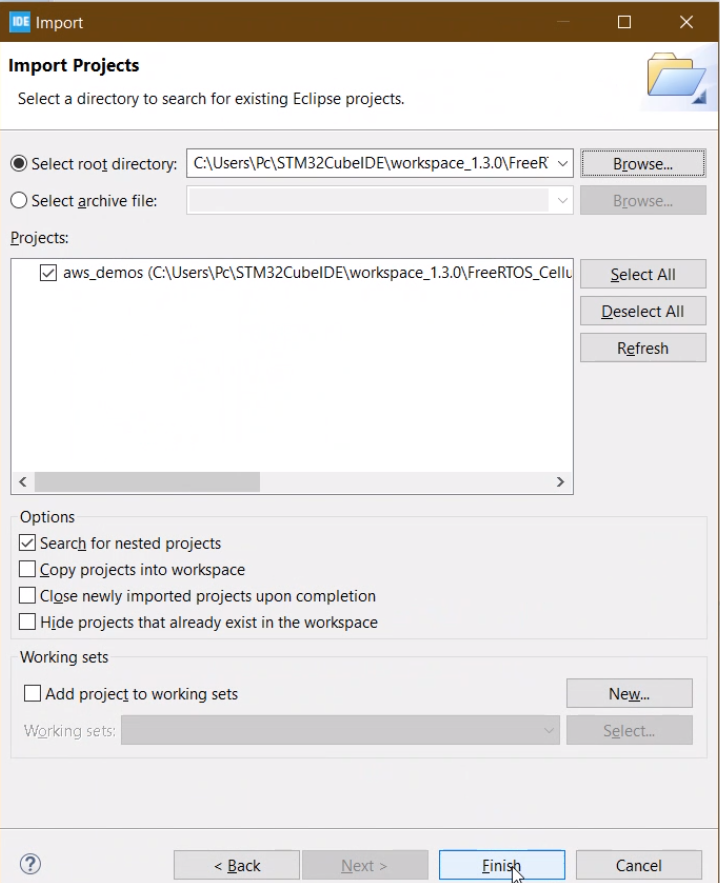 IDE Import
Import Projects
Select a directory to search for existing Eclipse projects.
Select root directory: C:\Users\Pc\STM32CubeIDE\workspace_1.3.0\FreeR Browse...
Select archive file: Browse...
Projects:
aws_demos (C:\Users\Pc\STM32CubeIDE\workspace_1.3.0\FreeRTOS_Cellu Select All
Deselect All
Refresh
Options
Search for nested projects
Copy projects into workspace
Close newly imported projects upon completion
Hide projects that already exist in the workspace
Working sets
Add project to working sets New...
Working sets: Select...
? < Back Next > Finish Cancel